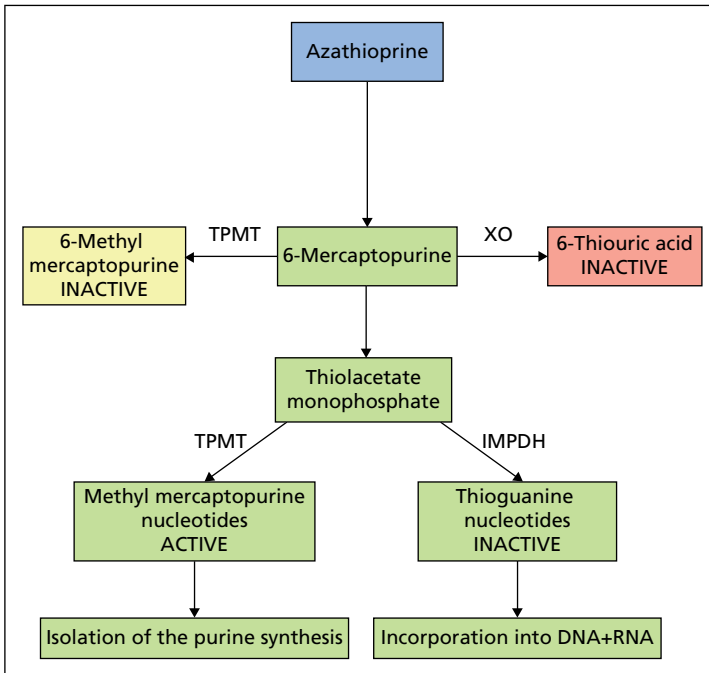 Azathioprine
TPMT
XO
6-Methyl
mercaptopurine
INACTIVE
6-Mercaptopurine
6-Thiouric acid
INACTIVE
Thiolacetate
monophosphate
TPMT
IMPDH
Methyl mercaptopurine
nucleotides
ACTIVE
Thioguanine
nucleotides
INACTIVE
Isolation of the purine synthesis
Incorporation into DNA+RNA